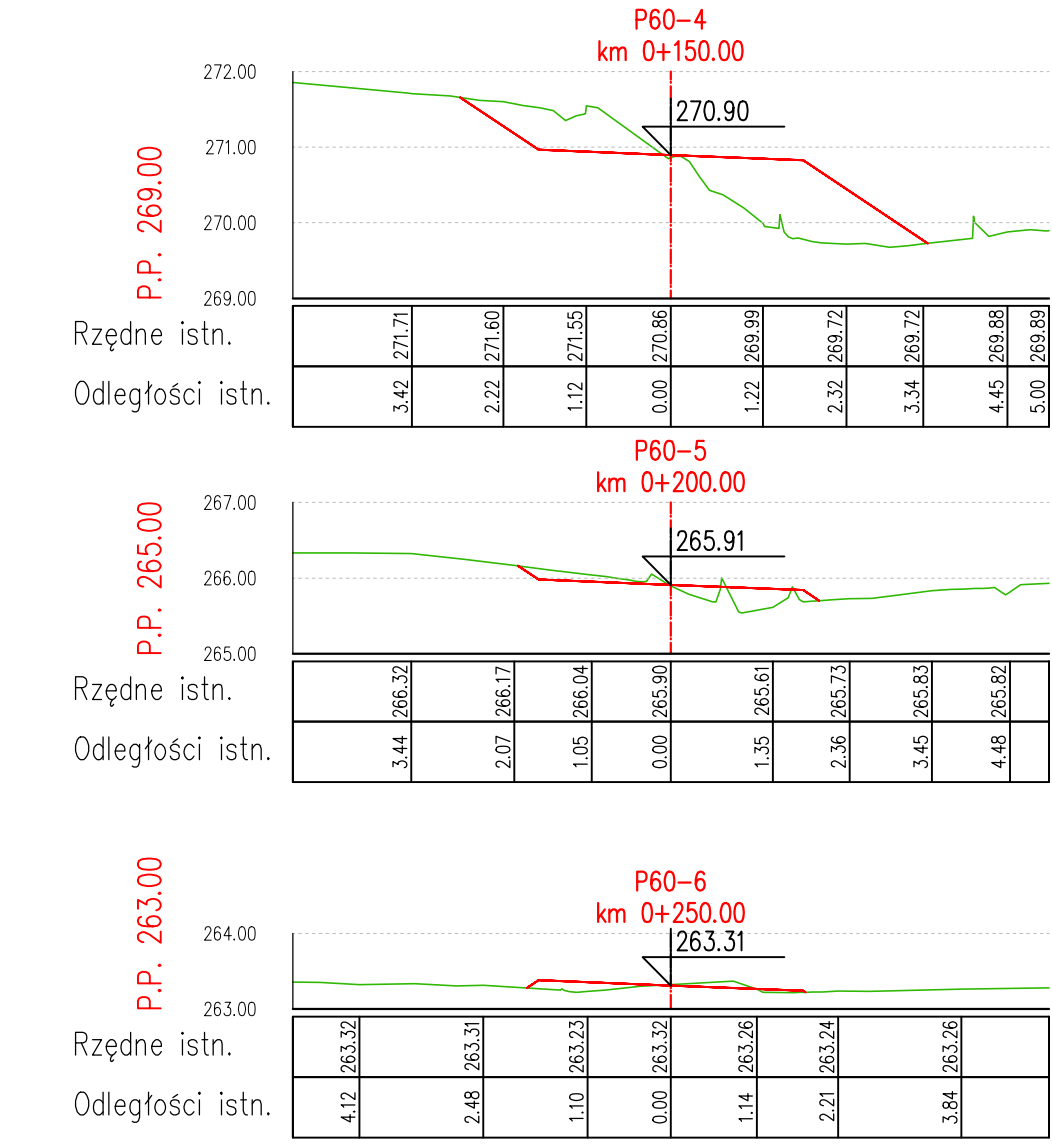 P60-4
km 0+150.00
272.00
270.90
271.00
270.00
269.00
P.P. 269.00
Rzędne istn. 271.71 271.60 271.55 270.86 269.99 269.72 269.72 269.88 269.89
Odległości istn. 3.42 2.22 1.12 0.00 1.22 2.32 3.34 4.45 5.00
P60-5
km 0+200.00
267.00
265.91
266.00
265.00
P.P. 265.00
Rzędne istn. 266.32 266.17 266.04 265.90 265.61 265.73 265.83 265.82
Odległości istn. 3.44 2.07 1.05 0.00 1.35 2.36 3.45 4.48
P60-6
km 0+250.00
264.00
263.31
263.00
P.P. 263.00
Rzędne istn. 263.32 263.31 263.23 263.32 263.26 263.24 263.26
Odległości istn. 4.12 2.48 1.10 0.00 1.14 2.21 3.84